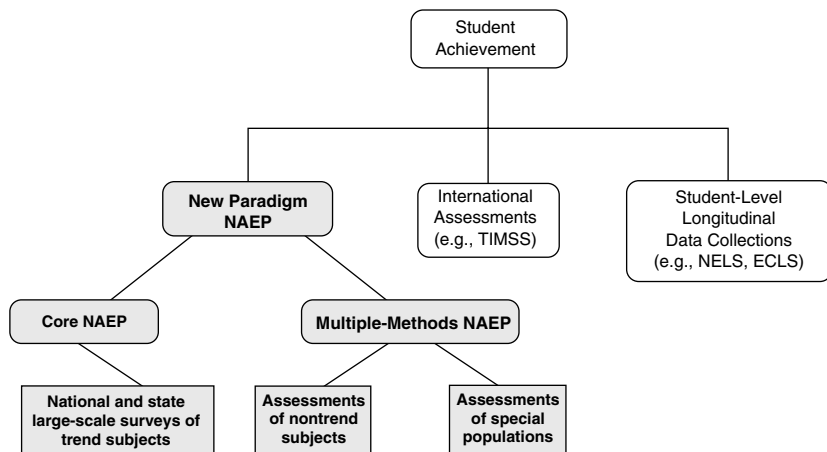 Student
Achievement
New Paradigm
NAEP
International
Assessments
(e.g., TIMSS)
Student-Level
Longitudinal
Data Collections
(e.g., NELS, ECLS)
Core NAEP
Multiple-Methods NAEP
National and state
large-scale surveys of
trend subjects
Assessments
of nontrend
subjects
Assessments
of special
populations